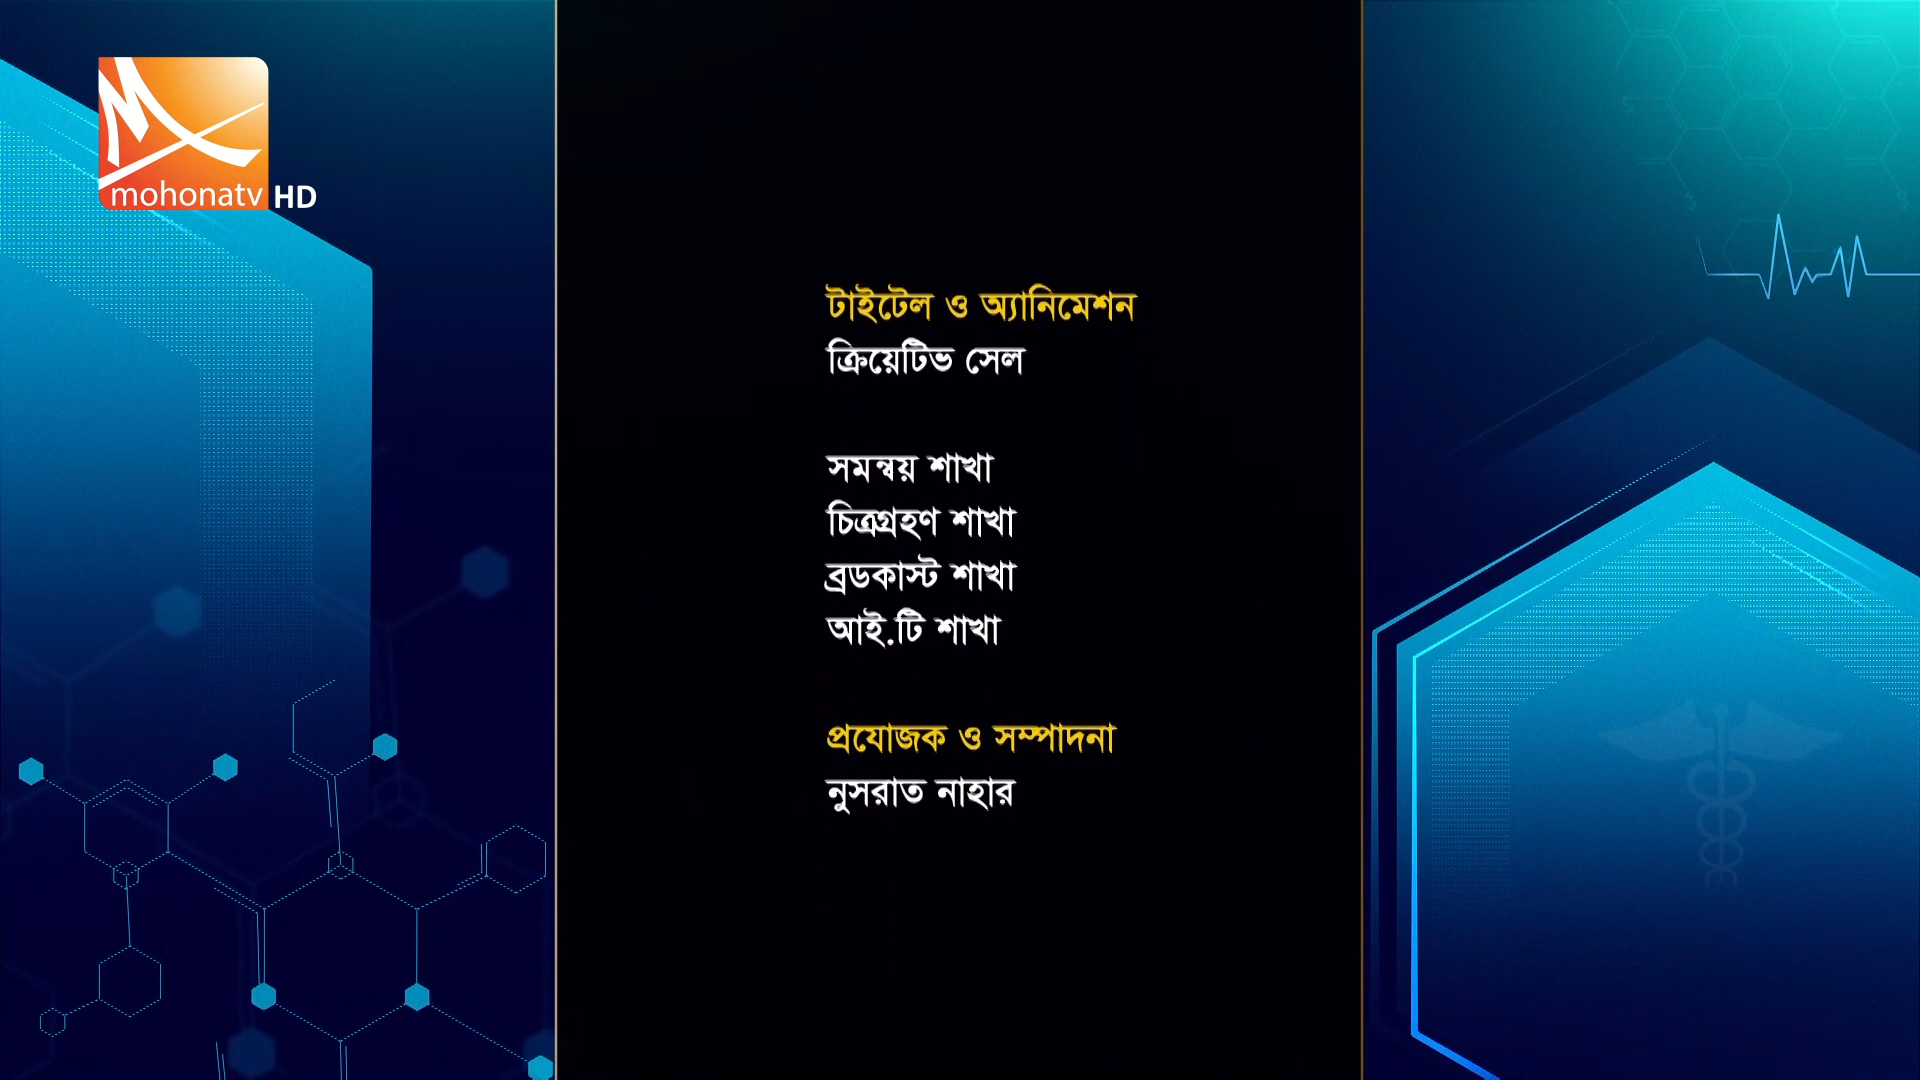 mohonatv HD
টাইটেল ও অ্যানিমেশন
ক্রিয়েটিভ সেল
সমন্বয় শাখা
চিত্রগ্রহণ শাখা
ব্রডকাস্ট শাখা
আই.টি শাখা
প্রযোজক ও সম্পাদনা
নুসরাত নাহার